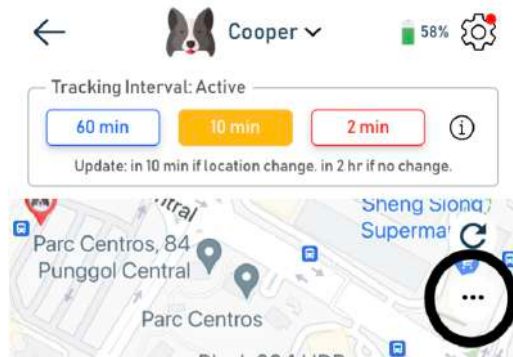 Cooper
58%
Tracking Interval: Active
60 min
10 min
2 min
Update: in 10 min if location change. in 2 hr if no change.
Sheng Siong
Superma
Parc Centros, 84
Punggol Central
Parc Centros